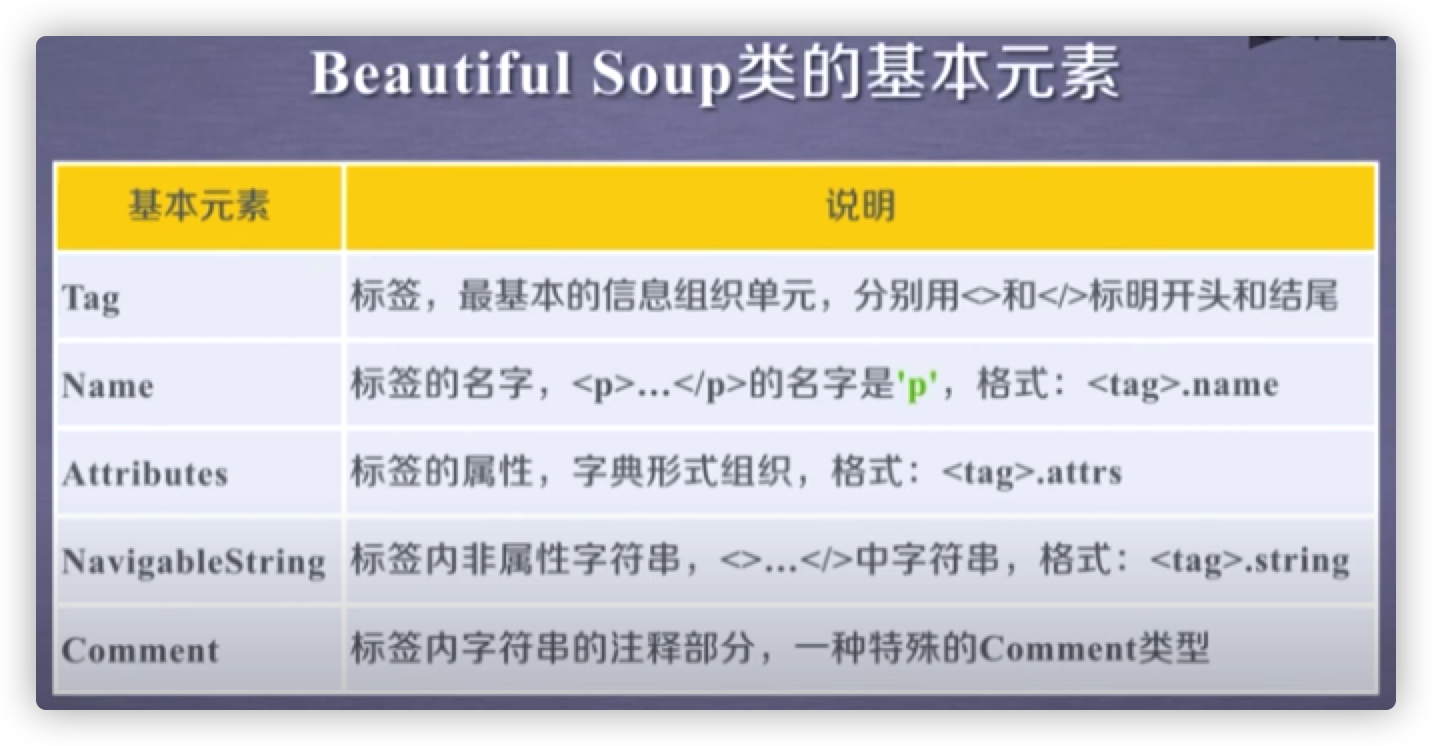 Beautiful Soup类的基本元素
基本元素 说明
Tag 标签，最基本的信息组织单元，分别用<>和</>标明开头和结尾
Name 标签的名字，<p>…</p>的名字是'p'，格式：<tag>.name
Attributes 标签的属性，字典形式组织，格式：<tag>.attrs
NavigableString 标签内非属性字符串，<>…</>中字符串，格式：<tag>.string
Comment 标签内字符串的注释部分，一种特殊的Comment类型